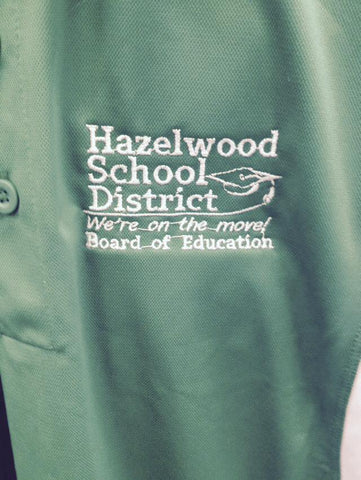 Hazelwood
School
District
We're on the move!
Board of Education